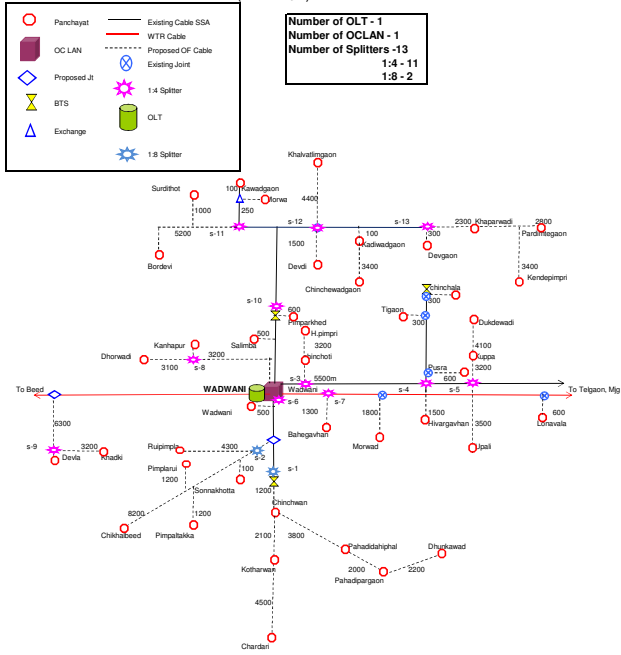 Panchayat
Existing Cable SSA
WTR Cable
OC LAN
Proposed OF Cable
Existing Joint
Proposed Jt
1:4 Splitter
BTS
OLT
Exchange
1:8 Splitter
Number of OLT - 1
Number of OCLAN - 1
Number of Splitters -13
1:4 - 11
1:8 - 2
Khalvatlimgaon
Surdithot
100 Kawadgaon
Morwa
4400
1000
250
s-12
s-13
2300 Khaparwadi
2800
5200
s-11
1500
100
300
Pardimtegaon
Kadiwadgaon
Devgaon
Bordevi
Devdi
3400
3400
Chinchewadgaon
Kendepimpri
chinchala
300
s-10
600
Tigaon
300
Dukdewadi
Pimparkhed
H.pimpri
Kanhapur
Salimba
500
3200
4100
Dhorwadi
3200
chinchoti
Kuppa
3100
s-8
Pusra
3200
s-3
5500m
600
To Beed
WADWANI
Wadwani
s-4
s-5
To Telgaon, Mjg
s-6
s-7
Wadwani
500
1300
1800
1500
600
6300
Bahegavhan
Hivargavhan
Lonavala
Morwad
3500
s-9
3200
Ruipimpla
4300
Jpali
Devla
Khadki
s-2
Pimplarui
100
s-1
1200
Sonnakhotta
1200
8200
1200
Chinchwan
Chikhalbeed
Pimpaltakka
2100
3800
Pahadidahiphal
Dhunkawad
Kotharwan
2000
2200
Pahadipargaon
4500
Chardari